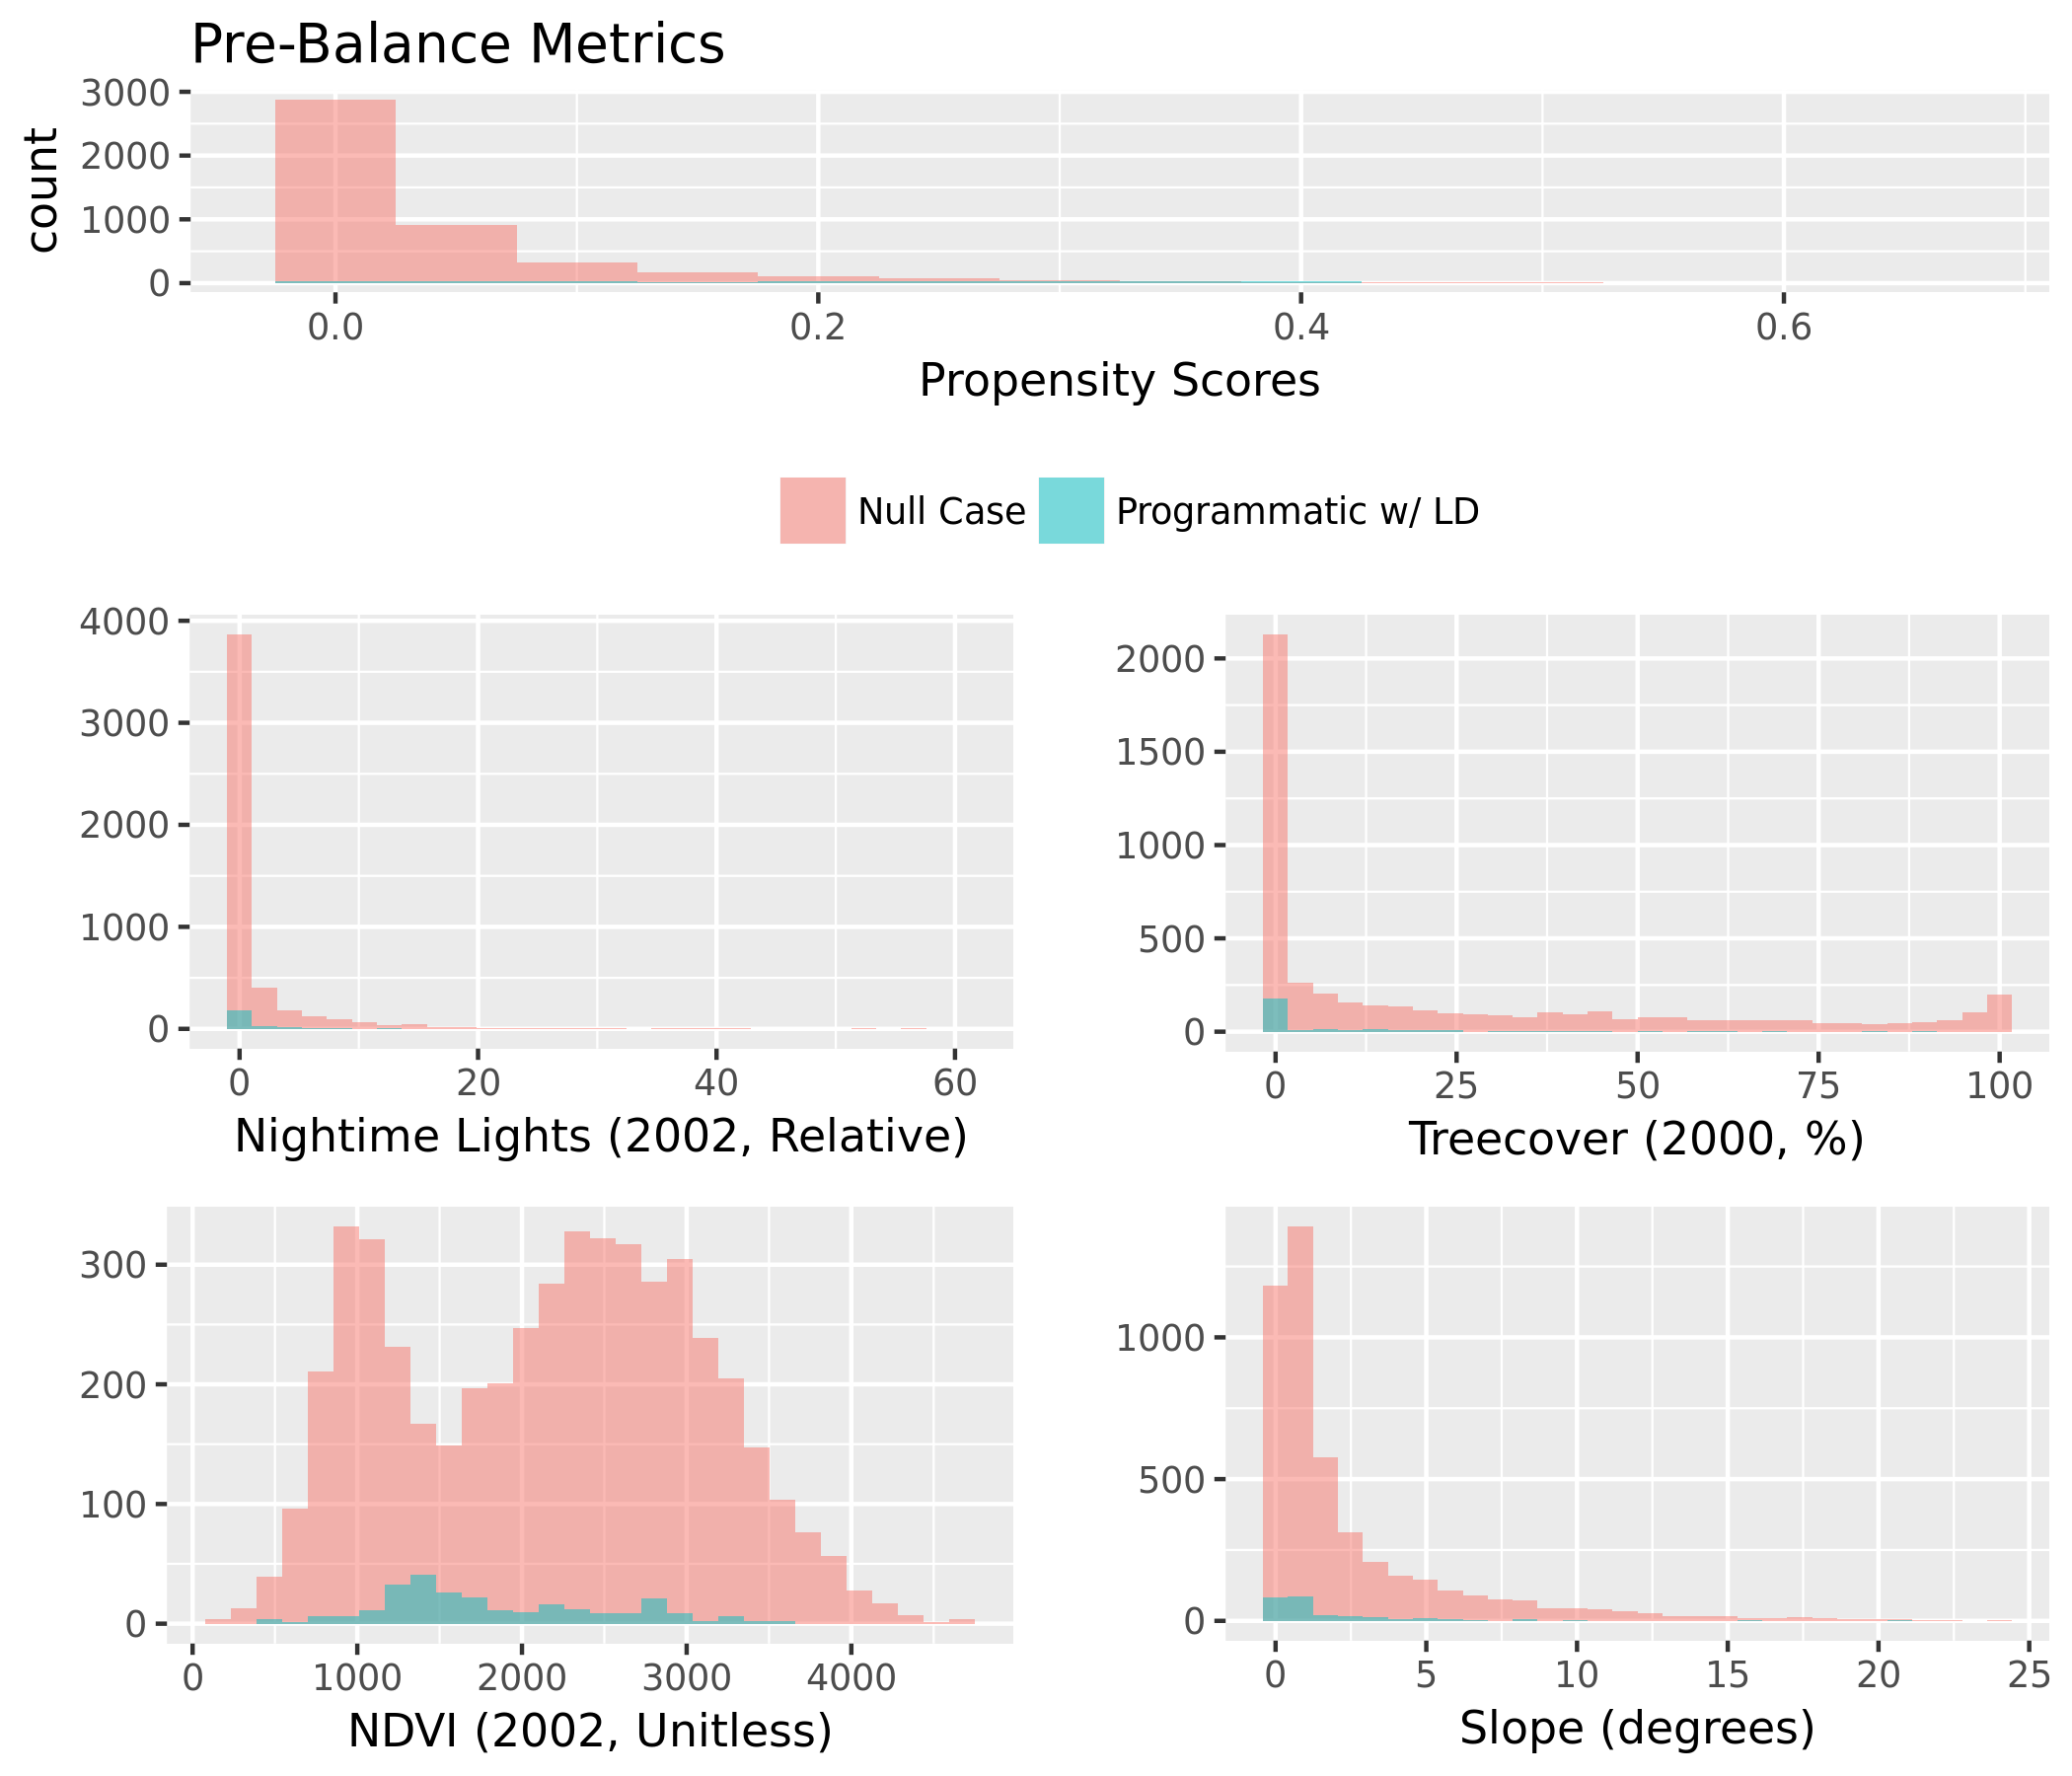 Pre-Balance Metrics
count
3000
2000
1000
0
0.0 0.2 0.4 0.6
Propensity Scores
Null Case Programmatic w/ LD
4000
3000
2000
1000
0
0 20 40 60
Nightime Lights (2002, Relative)
2000
1500
1000
500
0
0 25 50 75 100
Treecover (2000, %)
300
200
100
0
0 1000 2000 3000 4000
NDVI (2002, Unitless)
1000
500
0
0 5 10 15 20 25
Slope (degrees)